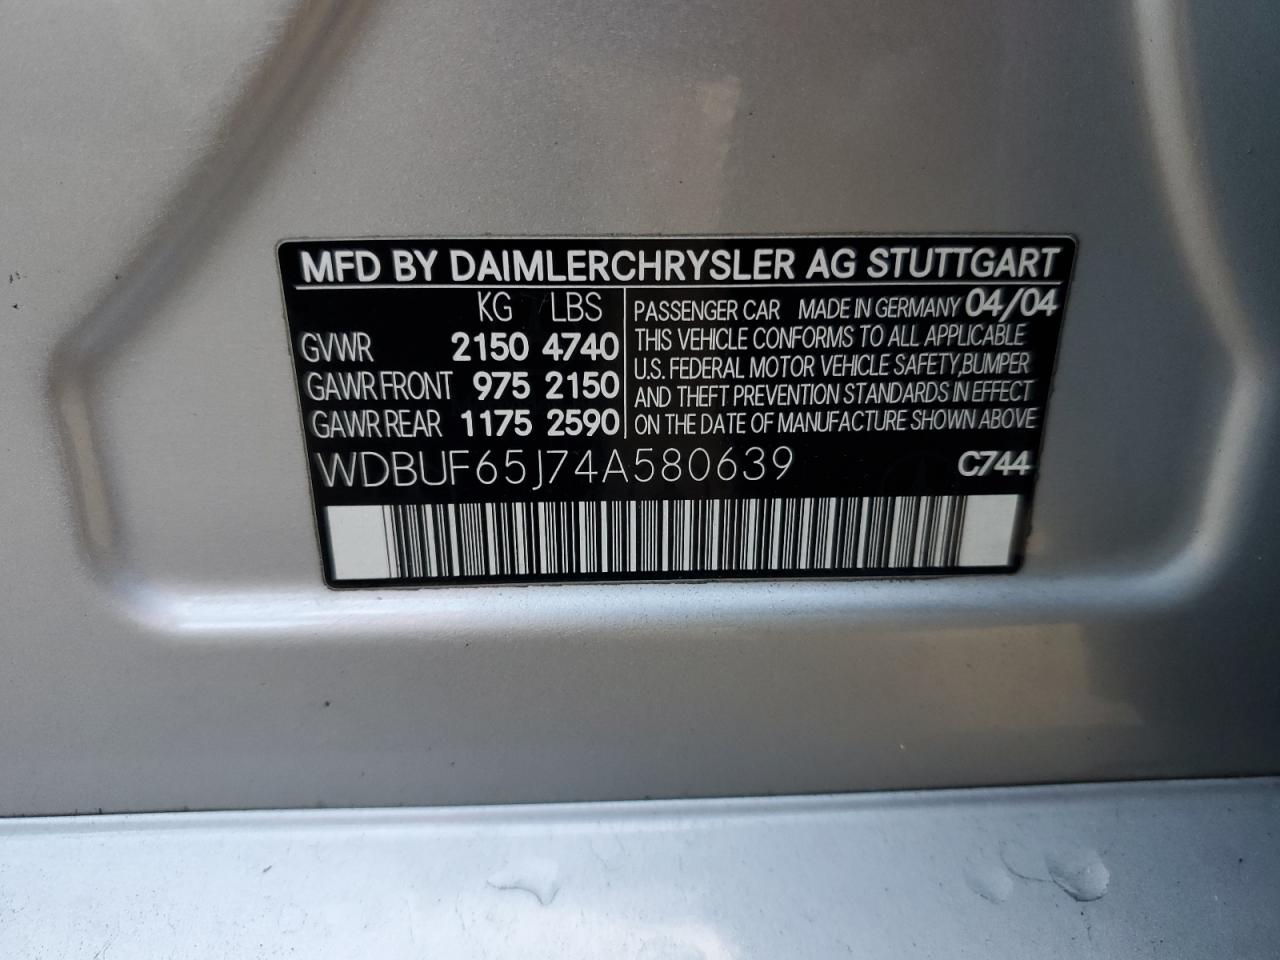 MFD BY DAIMLERCHRYSLER AG STUTTGART
KG LBS
GVWR 2150 4740
GAWR FRONT 975 2150
GAWR REAR 1175 2590
PASSENGER CAR MADE IN GERMANY 04/04
THIS VEHICLE CONFORMS TO ALL APPLICABLE
U.S. FEDERAL MOTOR VEHICLE SAFETY, BUMPER
AND THEFT PREVENTION STANDARDS IN EFFECT
ON THE DATE OF MANUFACTURE SHOWN ABOVE
WDBUF65J74A580639 C744